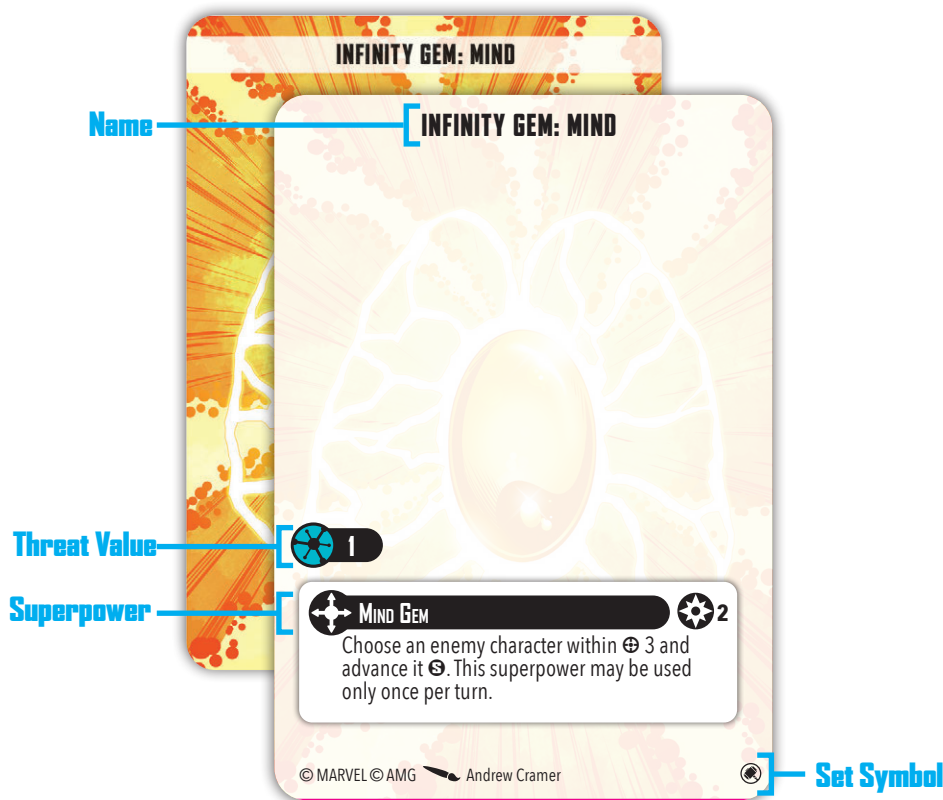 INFINITY GEM: MIND
Name
INFINITY GEM: MIND
Threat Value
1
Superpower
MIND GEM
2
Choose an enemy character within 3 and
advance it S. This superpower may be used
only once per turn.
© MARVEL © AMG Andrew Cramer
Set Symbol